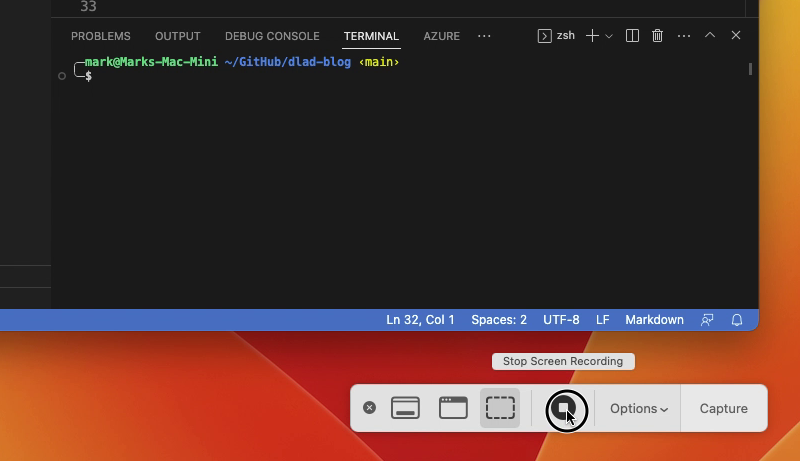 33
PROBLEMS OUTPUT DEBUG CONSOLE TERMINAL AZURE ··· zsh ···
mark@Marks-Mac-Mini ~/GitHub/dlad-blog ‹main›
$
Ln 32, Col 1 Spaces: 2 UTF-8 LF Markdown
Stop Screen Recording
Options Capture